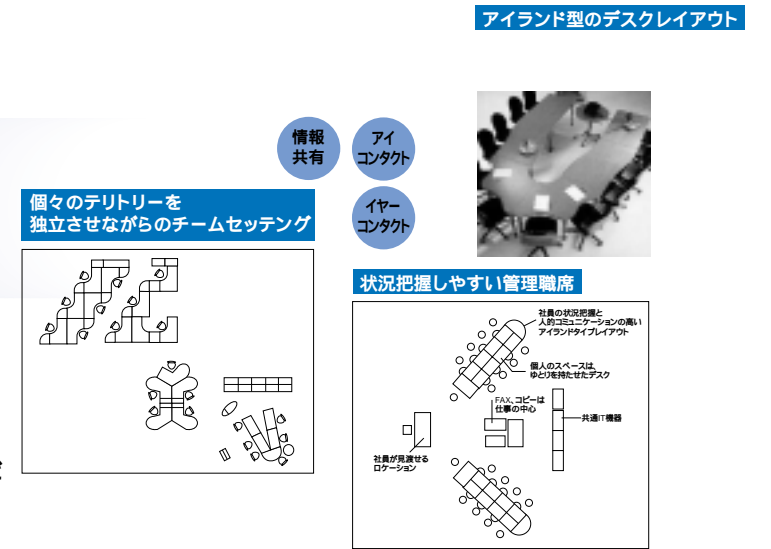 アイランド型のデスクレイアウト
情報
共有
アイ
コンタクト
イヤー
コンタクト
個々のテリトリーを
独立させながらのチームセッテング
状況把握しやすい管理職席
社員の状況把握と
人的コミュニケーションの高い
アイランドタイプレイアウト
個人のスペースは、
ゆとりを持たせたデスク
FAX、コピーは
仕事の中心
共通IT機器
社員が見渡せる
ロケーション